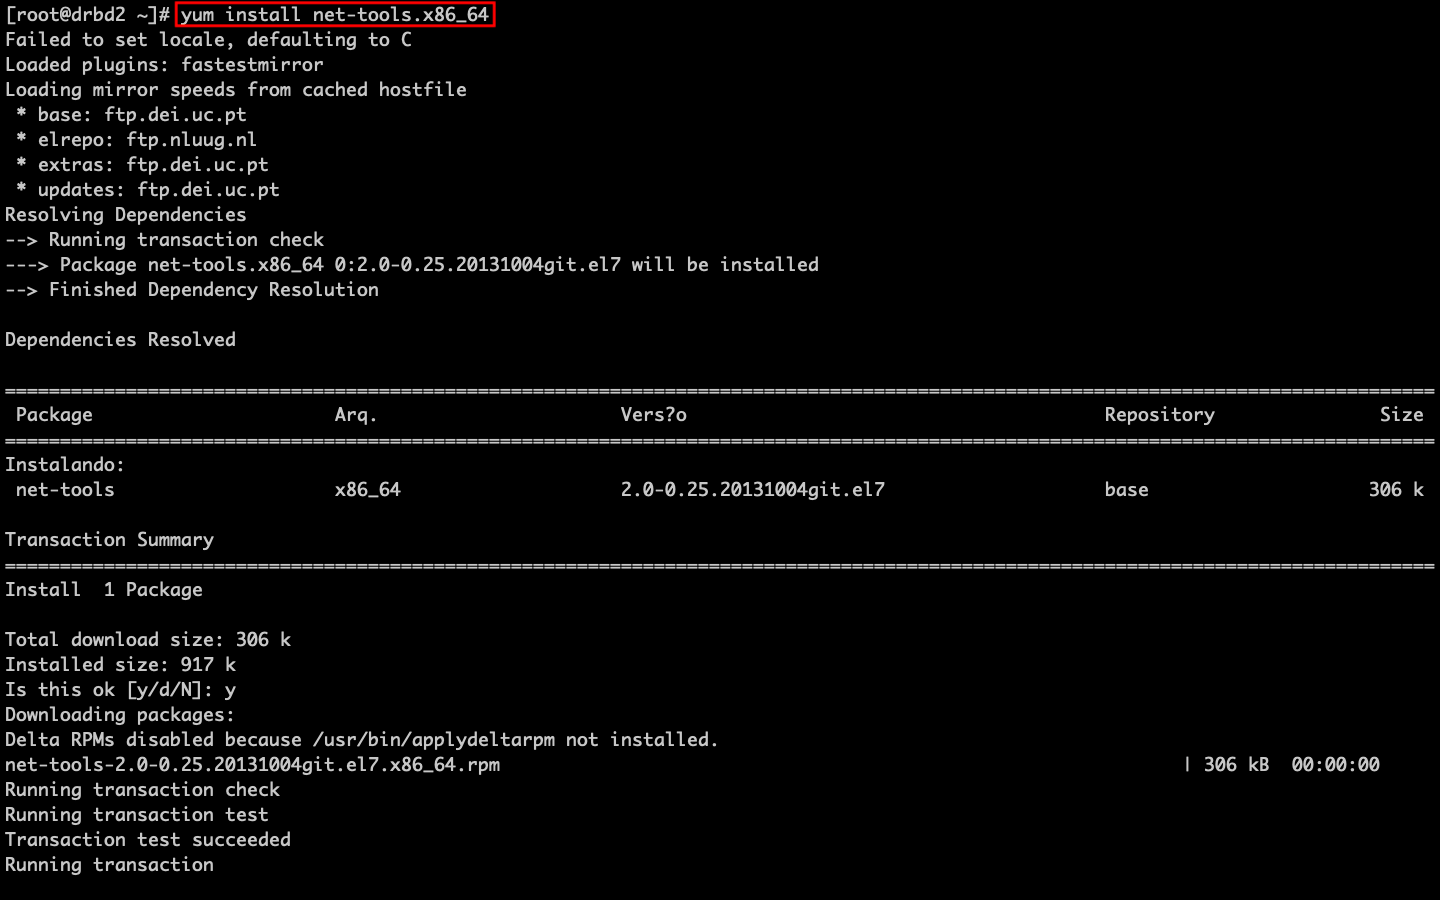 [root@drbd2 ~]# yum install net-tools.x86_64
Failed to set locale, defaulting to C
Loaded plugins: fastestmirror
Loading mirror speeds from cached hostfile
 * base: ftp.dei.uc.pt
 * elrepo: ftp.nluug.nl
 * extras: ftp.dei.uc.pt
 * updates: ftp.dei.uc.pt
Resolving Dependencies
--> Running transaction check
---> Package net-tools.x86_64 0:2.0-0.25.20131004git.el7 will be installed
--> Finished Dependency Resolution

Dependencies Resolved

==================================================================================================================================
 Package                      Arq.                      Vers?o                                      Repository               Size
==================================================================================================================================
Instalando:
 net-tools                    x86_64                    2.0-0.25.20131004git.el7                    base                    306 k

Transaction Summary
==================================================================================================================================
Install  1 Package

Total download size: 306 k
Installed size: 917 k
Is this ok [y/d/N]: y
Downloading packages:
Delta RPMs disabled because /usr/bin/applydeltarpm not installed.
net-tools-2.0-0.25.20131004git.el7.x86_64.rpm                                                              | 306 kB  00:00:00
Running transaction check
Running transaction test
Transaction test succeeded
Running transaction